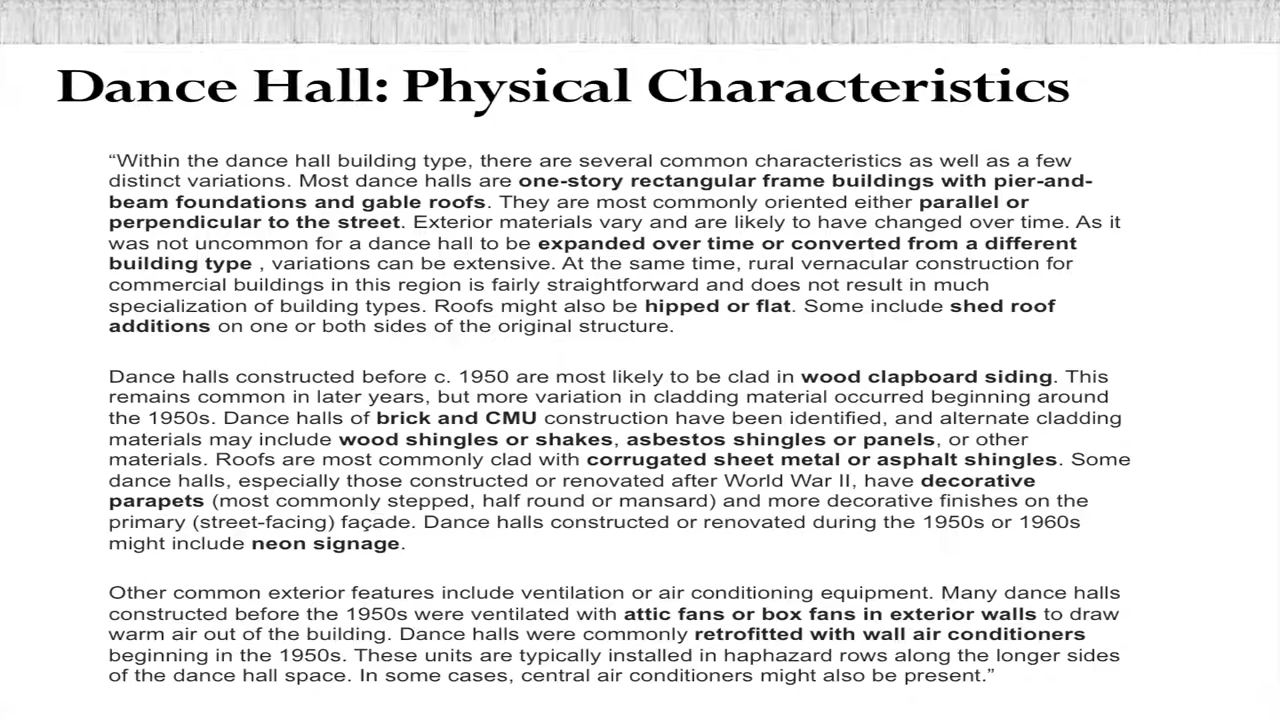 Dance Hall: Physical Characteristics
“Within the dance hall building type, there are several common characteristics as well as a few
distinct variations. Most dance halls are one-story rectangular frame buildings with pier-and-
beam foundations and gable roofs. They are most commonly oriented either parallel or
perpendicular to the street. Exterior materials vary and are likely to have changed over time. As it
was not uncommon for a dance hall to be expanded over time or converted from a different
building type , variations can be extensive. At the same time, rural vernacular construction for
commercial buildings in this region is fairly straightforward and does not result in much
specialization of building types. Roofs might also be hipped or flat. Some include shed roof
additions on one or both sides of the original structure.
Dance halls constructed before c. 1950 are most likely to be clad in wood clapboard siding. This
remains common in later years, but more variation in cladding material occurred beginning around
the 1950s. Dance halls of brick and CMU construction have been identified, and alternate cladding
materials may include wood shingles or shakes, asbestos shingles or panels, or other
materials. Roofs are most commonly clad with corrugated sheet metal or asphalt shingles. Some
dance halls, especially those constructed or renovated after World War II, have decorative
parapets (most commonly stepped, half round or mansard) and more decorative finishes on the
primary (street-facing) façade. Dance halls constructed or renovated during the 1950s or 1960s
might include neon signage.
Other common exterior features include ventilation or air conditioning equipment. Many dance halls
constructed before the 1950s were ventilated with attic fans or box fans in exterior walls to draw
warm air out of the building. Dance halls were commonly retrofitted with wall air conditioners
beginning in the 1950s. These units are typically installed in haphazard rows along the longer sides
of the dance hall space. In some cases, central air conditioners might also be present.”